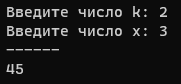 Введите число k: 2
Введите число x: 3
------
45